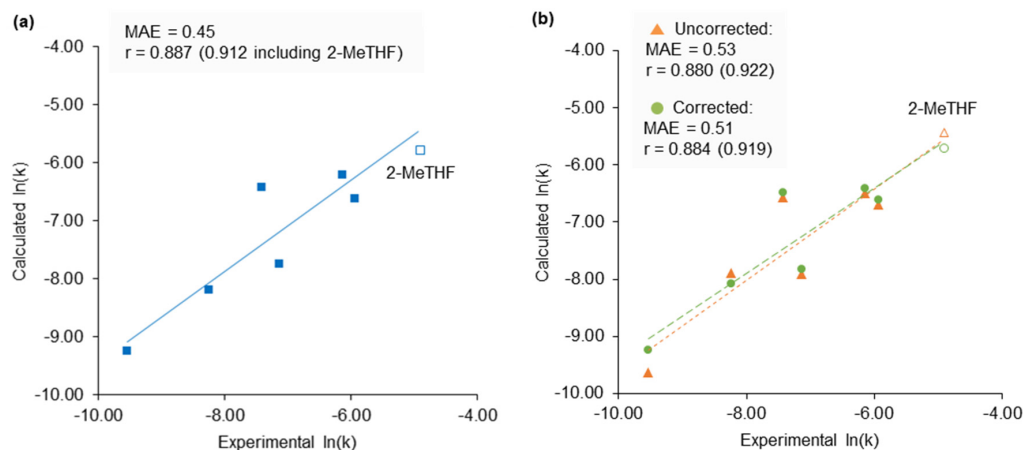 (a)
MAE = 0.45
r = 0.887 (0.912 including 2-MeTHF)
-4.00
-5.00
-6.00
-7.00
-8.00
-9.00
-10.00
Calculated ln(k)
2-MeTHF
-10.00 -8.00 -6.00 -4.00
Experimental ln(k)
(b)
Uncorrected:
MAE = 0.53
r = 0.880 (0.922)
Corrected:
MAE = 0.51
r = 0.884 (0.919)
-4.00
-5.00
-6.00
-7.00
-8.00
-9.00
-10.00
Calculated ln(k)
2-MeTHF
-10.00 -8.00 -6.00 -4.00
Experimental ln(k)